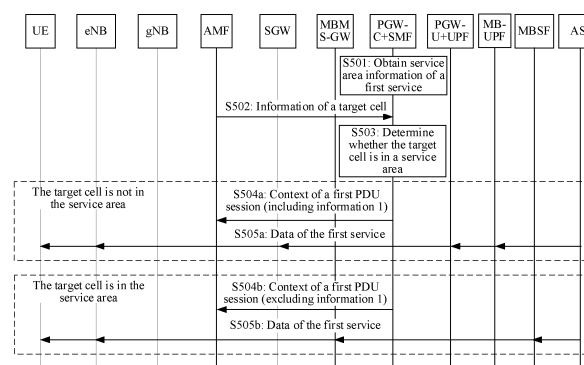 UE
eNB
gNB
AMF
SGW
MBM
S-GW
PGW-
C+SMF
PGW-
U+UPF
MB-
UPF
MBSF
AS
S501: Obtain service
area information of a
first service
S502: Information of a target cell
S503: Determine
whether the target
cell is in a service
area
The target cell is not in
the service area
S504a: Context of a first PDU
session (including information 1)
S505a: Data of the first service
The target cell is in the
service area
S504b: Context of a first PDU
session (excluding information 1)
S505b: Data of the first service